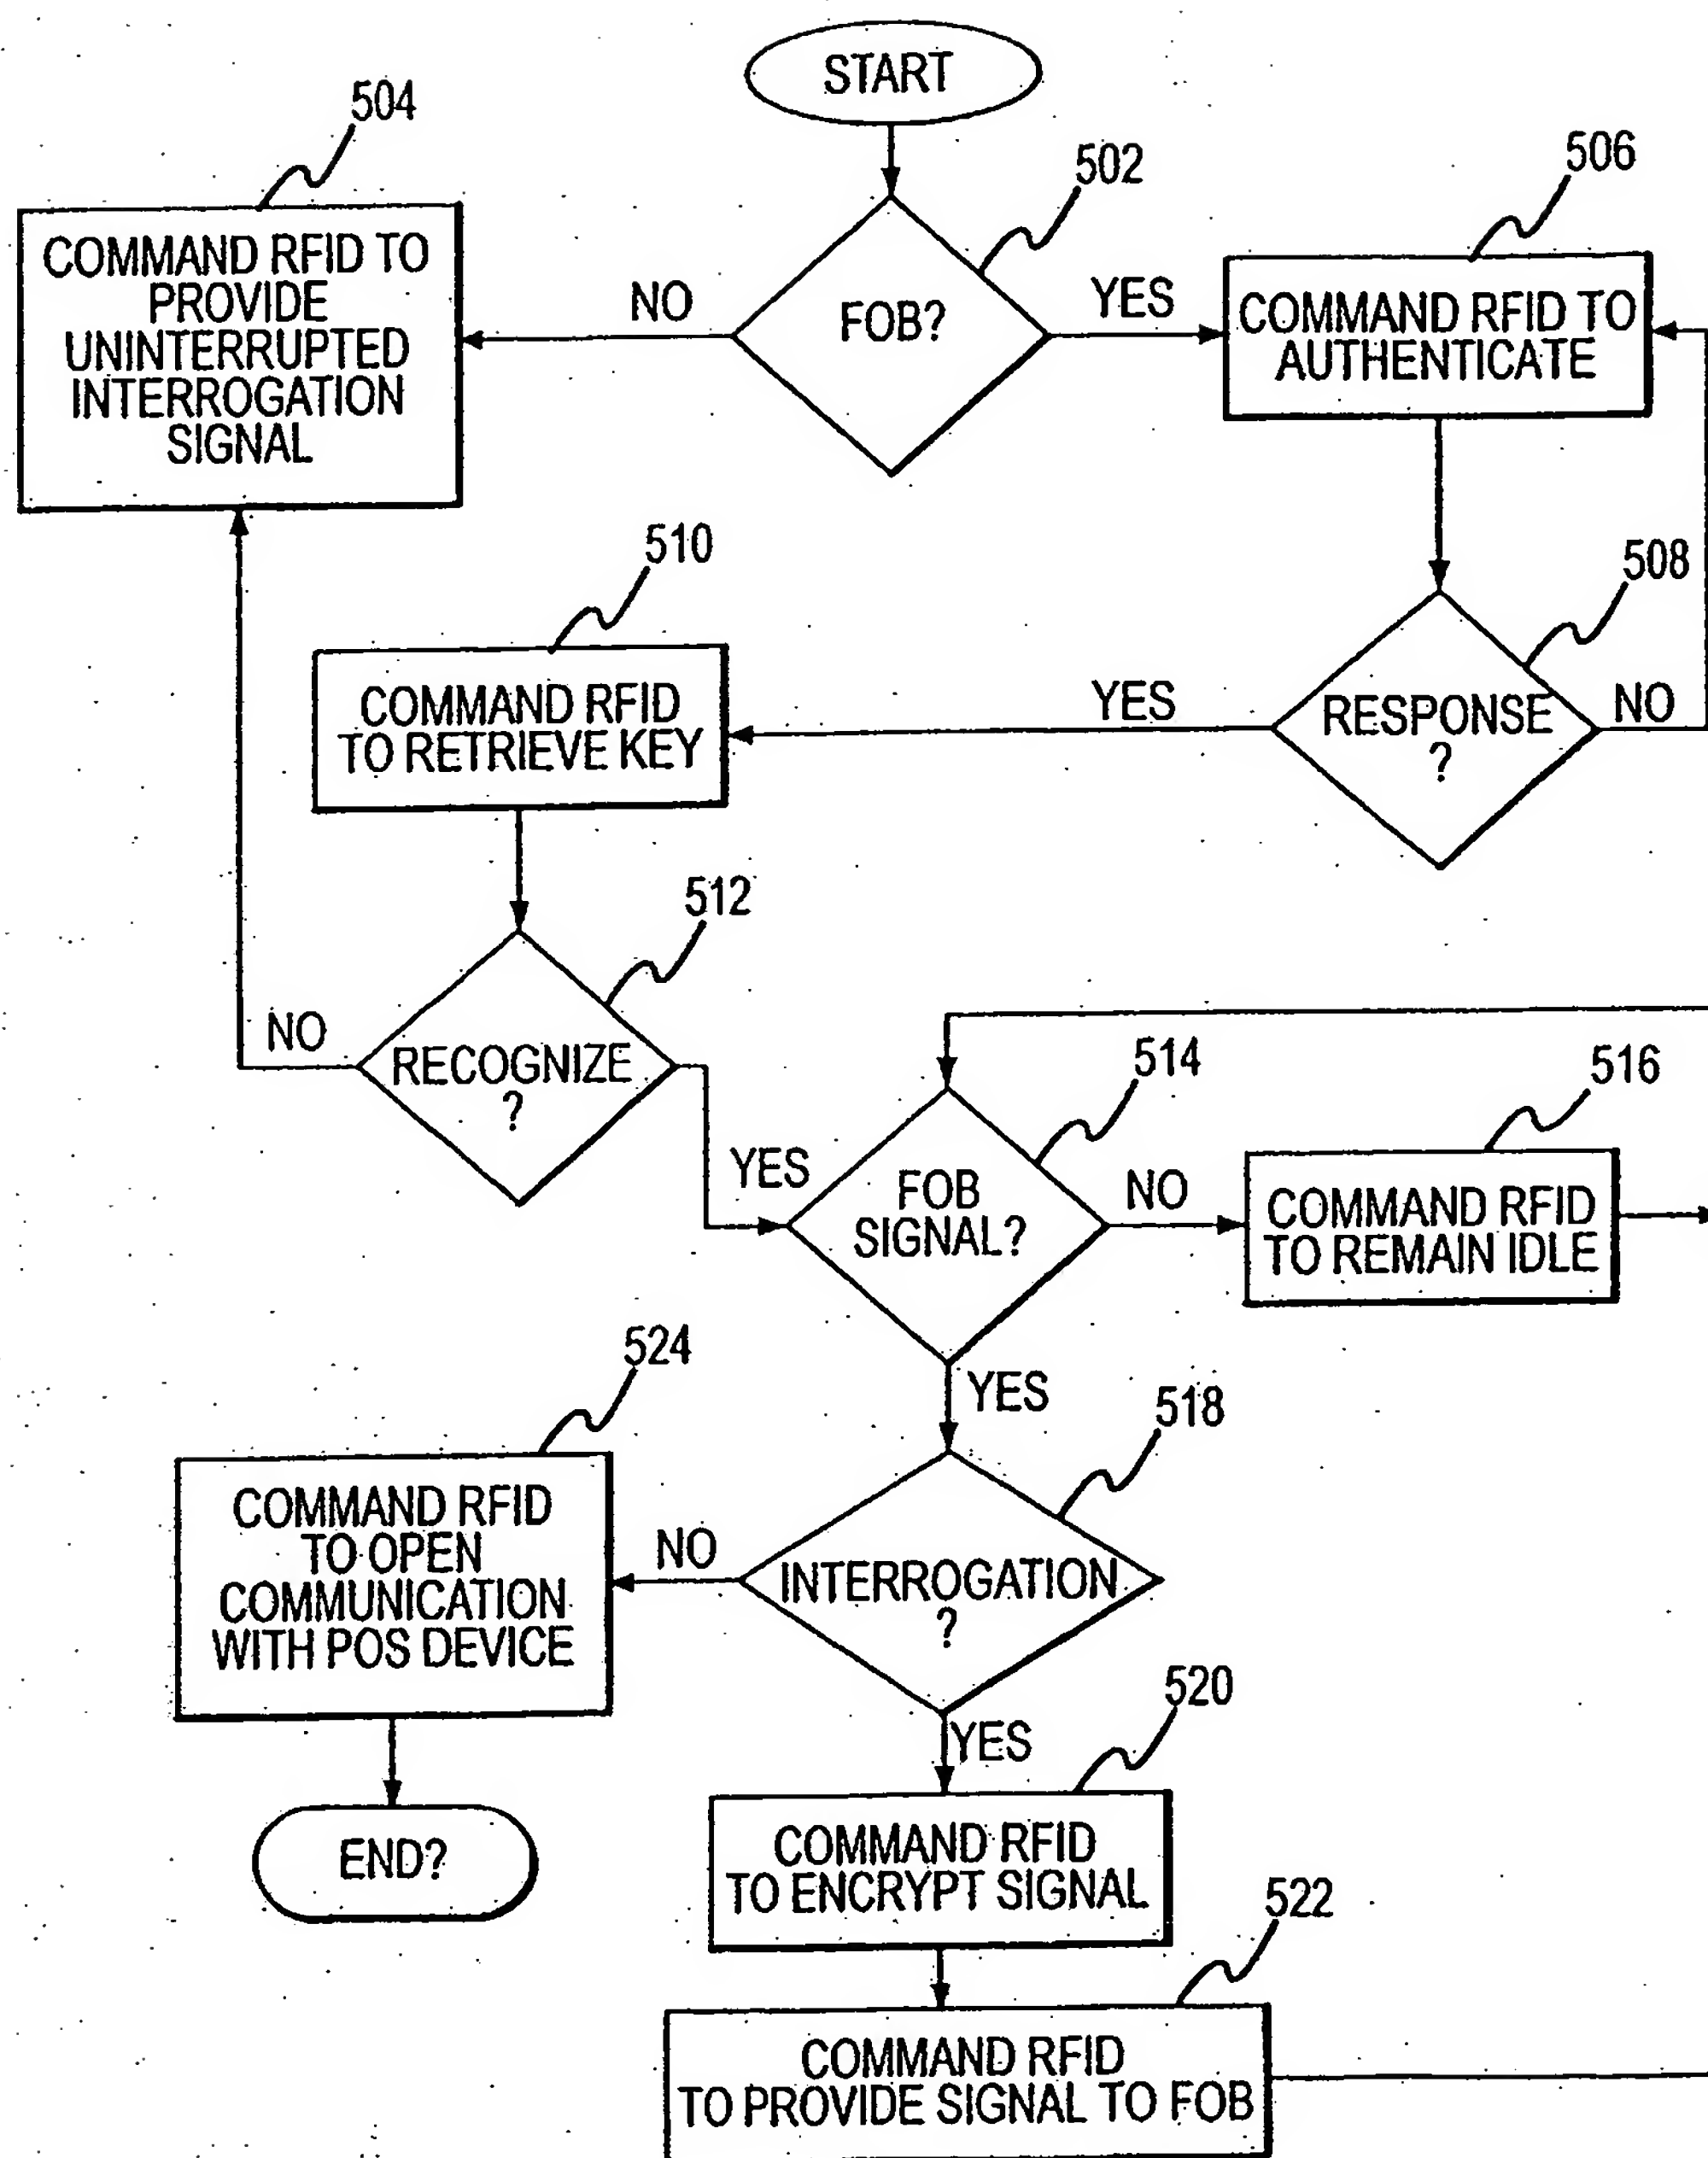 START
504
502
506
COMMAND RFID TO
PROVIDE
UNINTERRUPTED
INTERROGATION
SIGNAL
NO
FOB?
YES
COMMAND RFID TO
AUTHENTICATE
510
508
COMMAND RFID
TO RETRIEVE KEY
YES
RESPONSE
?
NO
512
NO
RECOGNIZE
?
YES
514
516
FOB
SIGNAL?
NO
COMMAND RFID
TO REMAIN IDLE
524
YES
518
COMMAND RFID
TO OPEN
COMMUNICATION
WITH POS DEVICE
NO
INTERROGATION
?
YES
520
END?
COMMAND RFID
TO ENCRYPT SIGNAL
522
COMMAND RFID
TO PROVIDE SIGNAL TO FOB